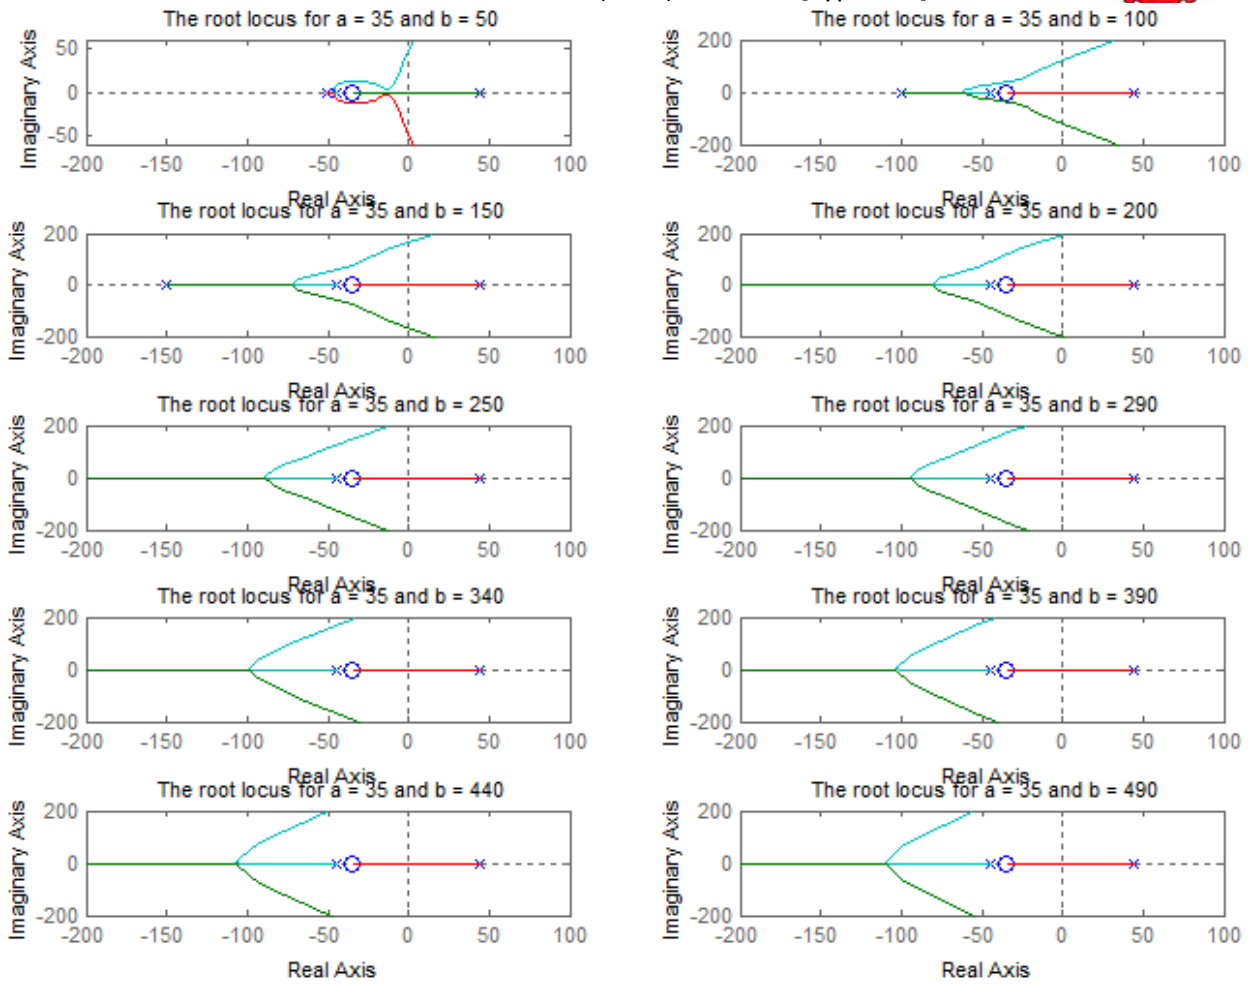 The root locus for a = 35 and b = 50
Imaginary Axis
50
0
-50
-200 -150 -100 -50 0 50 100
Real Axis
The root locus for a = 35 and b = 100
Imaginary Axis
200
0
-200
-200 -150 -100 -50 0 50 100
Real Axis
The root locus for a = 35 and b = 150
Imaginary Axis
200
0
-200
-200 -150 -100 -50 0 50 100
Real Axis
The root locus for a = 35 and b = 200
Imaginary Axis
200
0
-200
-200 -150 -100 -50 0 50 100
Real Axis
The root locus for a = 35 and b = 250
Imaginary Axis
200
0
-200
-200 -150 -100 -50 0 50 100
Real Axis
The root locus for a = 35 and b = 290
Imaginary Axis
200
0
-200
-200 -150 -100 -50 0 50 100
Real Axis
The root locus for a = 35 and b = 340
Imaginary Axis
200
0
-200
-200 -150 -100 -50 0 50 100
Real Axis
The root locus for a = 35 and b = 390
Imaginary Axis
200
0
-200
-200 -150 -100 -50 0 50 100
Real Axis
The root locus for a = 35 and b = 440
Imaginary Axis
200
0
-200
-200 -150 -100 -50 0 50 100
Real Axis
The root locus for a = 35 and b = 490
Imaginary Axis
200
0
-200
-200 -150 -100 -50 0 50 100
Real Axis